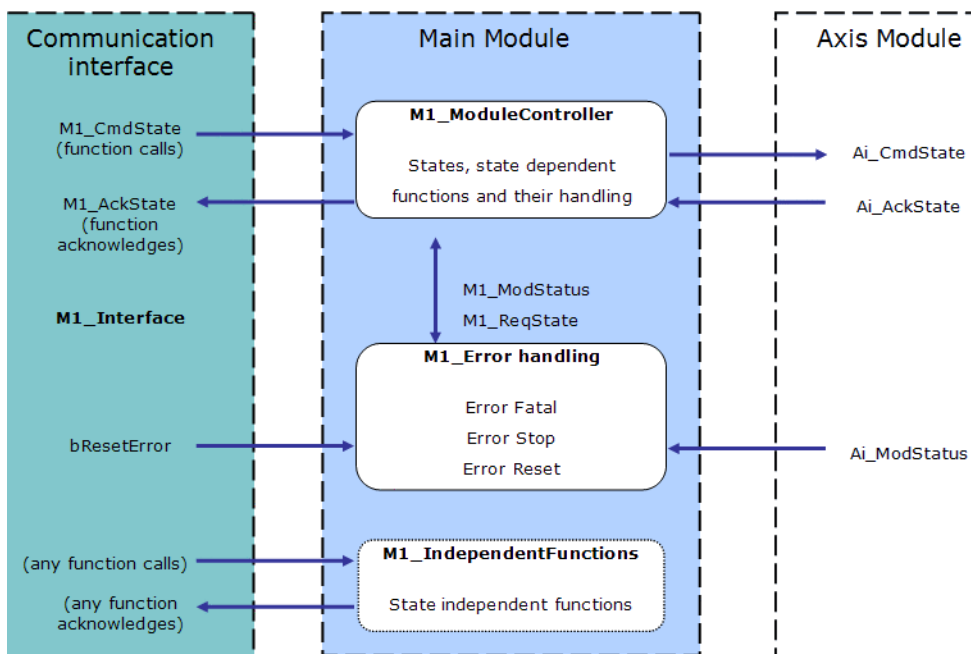 Communication
interface
M1_CmdState
(function calls)
M1_AckState
(function
acknowledges)
M1_Interface
bResetError
(any function calls)
(any function
acknowledges)
Main Module
M1_ModuleController
States, state dependent
functions and their handling
M1_ModStatus
M1_ReqState
M1_Error handling
Error Fatal
Error Stop
Error Reset
M1_IndependentFunctions
State independent functions
Axis Module
Ai_CmdState
Ai_AckState
Ai_ModStatus